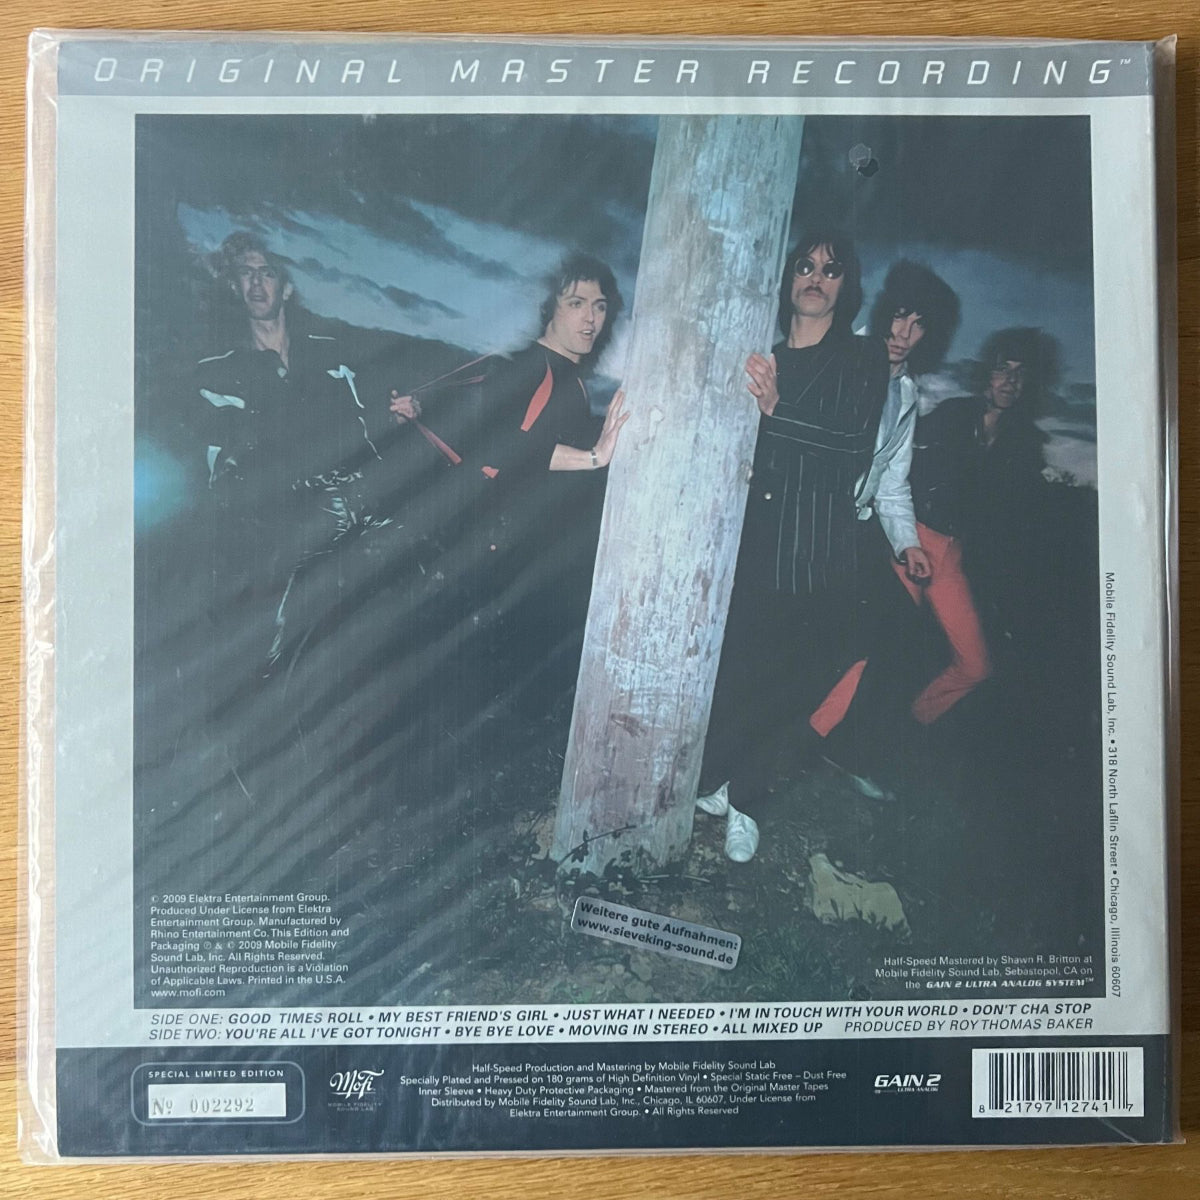 ORIGINAL MASTER RECORDING™
Mobile Fidelity Sound Lab, Inc. • 318 North Laflin Street • Chicago, Illinois 60607
© 2009 Elektra Entertainment Group.
Produced Under License from Elektra
Entertainment Group. Manufactured by
Rhino Entertainment Co. This Edition and
Packaging ℗ & © 2009 Mobile Fidelity
Sound Lab, Inc. All Rights Reserved.
Unauthorized Reproduction is a Violation
of Applicable Laws. Printed in the U.S.A.
www.mofi.com
Weitere gute Aufnahmen:
www.sieveking-sound.de
Half-Speed Mastered by Shawn R. Britton at
Mobile Fidelity Sound Lab, Sebastopol, CA on
the GAIN 2 ULTRA ANALOG SYSTEM™
SIDE ONE: GOOD TIMES ROLL • MY BEST FRIEND'S GIRL • JUST WHAT I NEEDED • I'M IN TOUCH WITH YOUR WORLD • DON'T CHA STOP
SIDE TWO: YOU'RE ALL I'VE GOT TONIGHT • BYE BYE LOVE • MOVING IN STEREO • ALL MIXED UP PRODUCED BY ROY THOMAS BAKER
SPECIAL LIMITED EDITION
Nº 002292
MoFi
MOBILE FIDELITY
SOUND LAB
Half-Speed Production and Mastering by Mobile Fidelity Sound Lab
Specially Plated and Pressed on 180 grams of High Definition Vinyl • Special Static Free – Dust Free
Inner Sleeve • Heavy Duty Protective Packaging • Mastered from the Original Master Tapes
Distributed by Mobile Fidelity Sound Lab, Inc., Chicago, IL 60607, Under License from
Elektra Entertainment Group. • All Rights Reserved
GAIN 2
ULTRA ANALOG
8 21797 12741 7